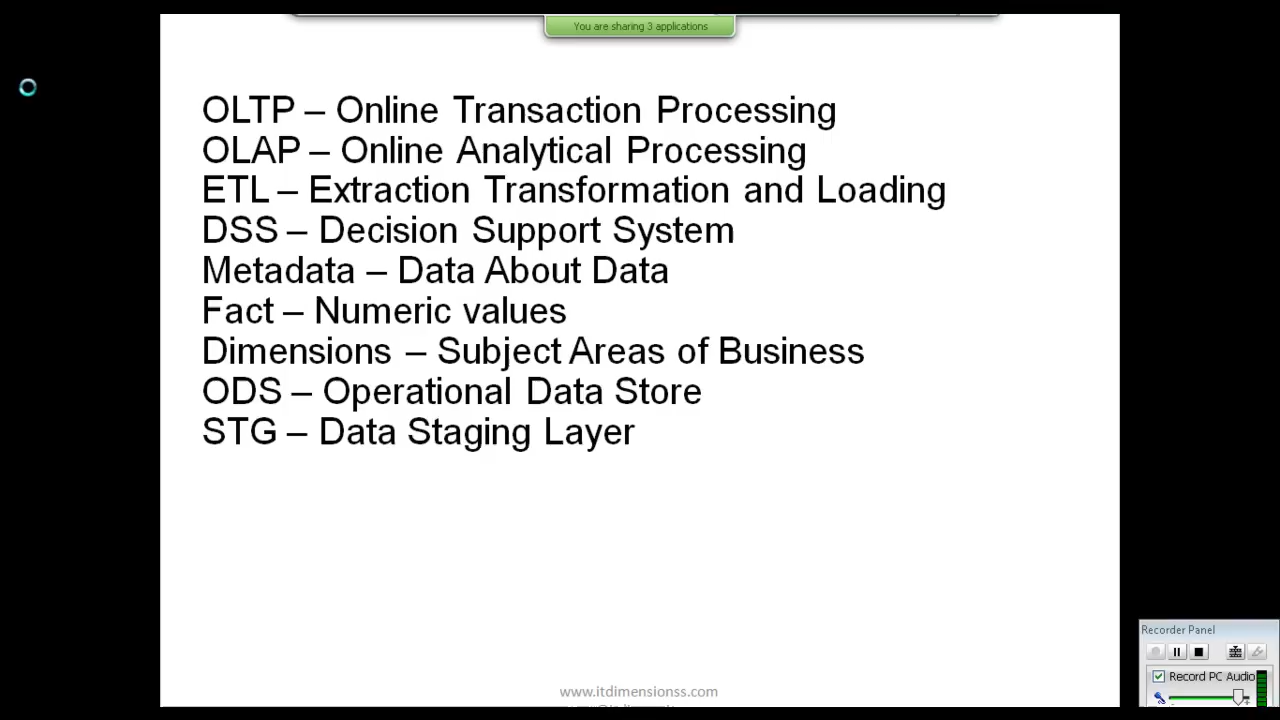 You are sharing 3 applications
OLTP – Online Transaction Processing
OLAP – Online Analytical Processing
ETL – Extraction Transformation and Loading
DSS – Decision Support System
Metadata – Data About Data
Fact – Numeric values
Dimensions – Subject Areas of Business
ODS – Operational Data Store
STG – Data Staging Layer
Recorder Panel
Record PC Audio
www.itdimensionss.com